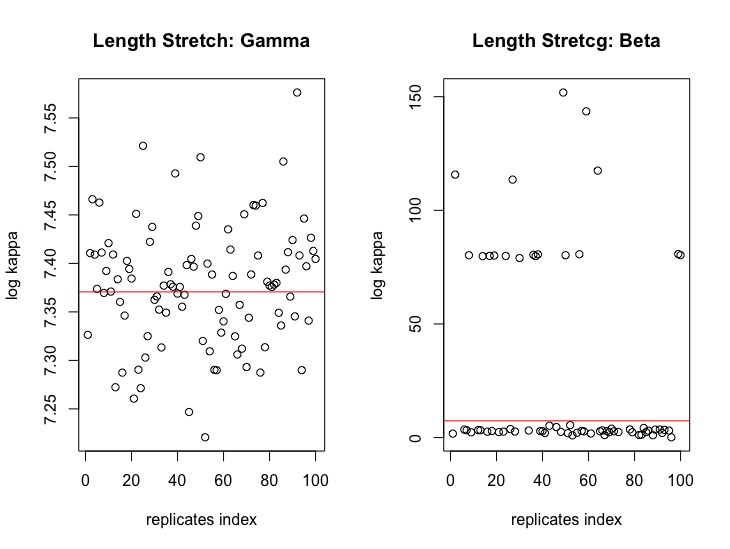 Length Stretch: Gamma
log kappa
7.55
7.50
7.45
7.40
7.35
7.30
7.25
0 20 40 60 80 100
replicates index
Length Stretcg: Beta
log kappa
150
100
50
0
0 20 40 60 80 100
replicates index